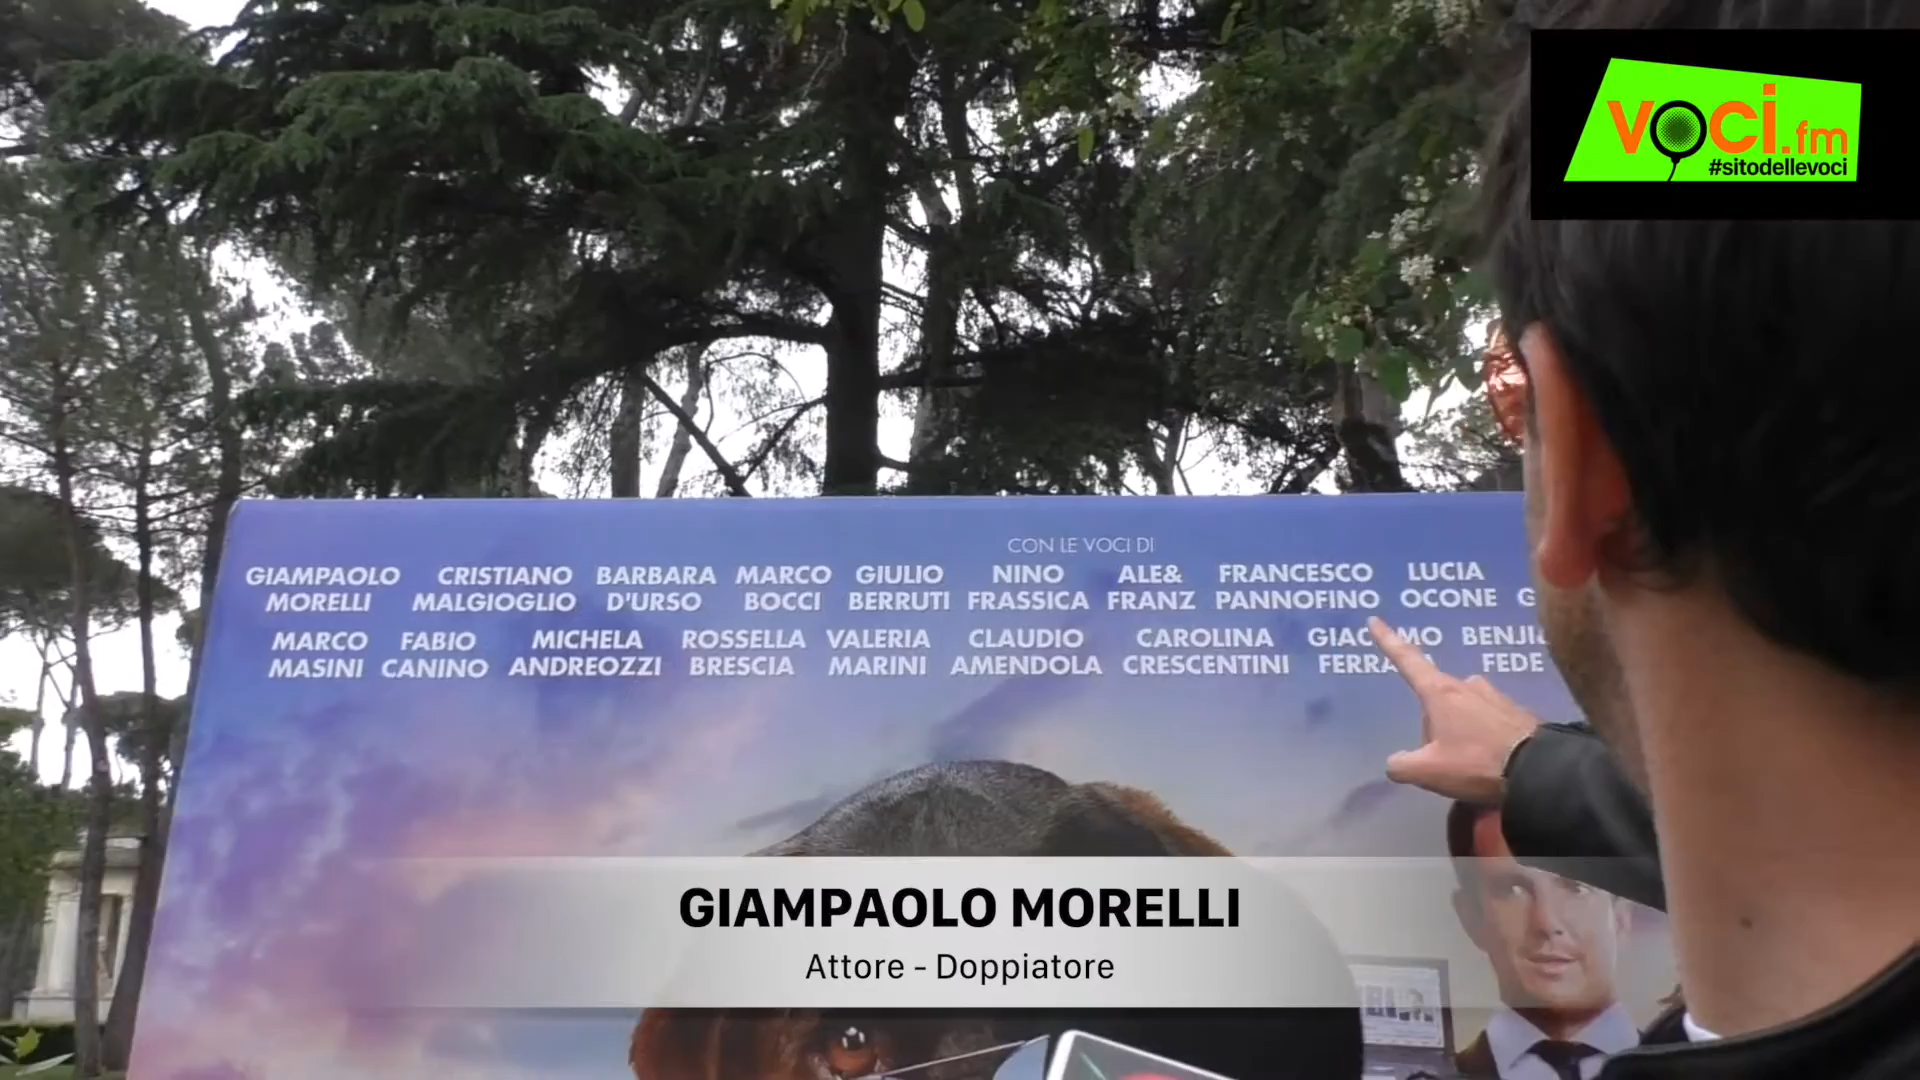 voci.fm
#sitodellevoci
CON LE VOCI DI
GIAMPAOLO CRISTIANO BARBARA MARCO GIULIO NINO ALE& FRANCESCO LUCIA
MORELLI MALGIOGLIO D'URSO BOCCI BERRUTI FRASSICA FRANZ PANNOFINO OCONE
MARCO FABIO MICHELA ROSSELLA VALERIA CLAUDIO CAROLINA
MASINI CANINO ANDREOZZI BRESCIA MARINI AMENDOLA CRESCENTINI FEDE
GIAMPAOLO MORELLI
Attore - Doppiatore